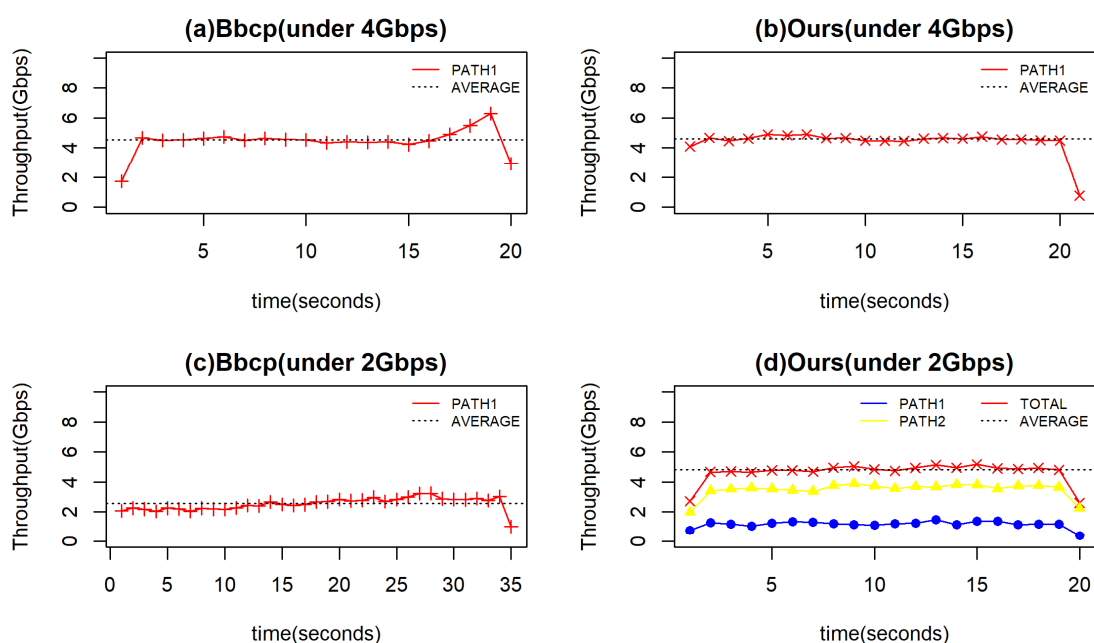 (a)Bbcp(under 4Gbps)
Throughput(Gbps)
0 2 4 6 8
PATH1
AVERAGE
5 10 15 20
time(seconds)
(b)Ours(under 4Gbps)
Throughput(Gbps)
0 2 4 6 8
PATH1
AVERAGE
5 10 15 20
time(seconds)
(c)Bbcp(under 2Gbps)
Throughput(Gbps)
0 2 4 6 8
PATH1
AVERAGE
0 5 10 15 20 25 30 35
time(seconds)
(d)Ours(under 2Gbps)
Throughput(Gbps)
0 2 4 6 8
PATH1 TOTAL
PATH2 AVERAGE
5 10 15 20
time(seconds)